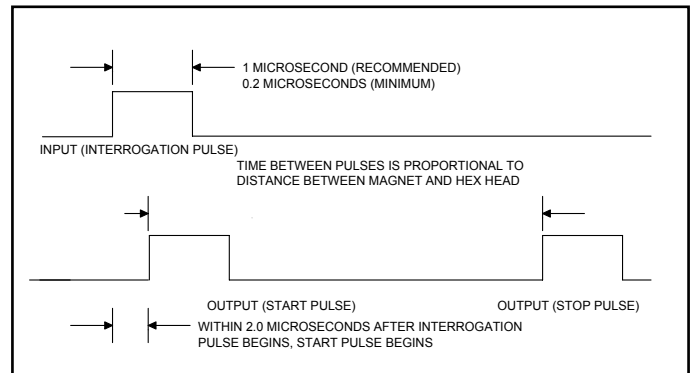 1 MICROSECOND (RECOMMENDED)
0.2 MICROSECONDS (MINIMUM)
INPUT (INTERROGATION PULSE)
TIME BETWEEN PULSES IS PROPORTIONAL TO
DISTANCE BETWEEN MAGNET AND HEX HEAD
OUTPUT (START PULSE)
OUTPUT (STOP PULSE)
WITHIN 2.0 MICROSECONDS AFTER INTERROGATION
PULSE BEGINS, START PULSE BEGINS